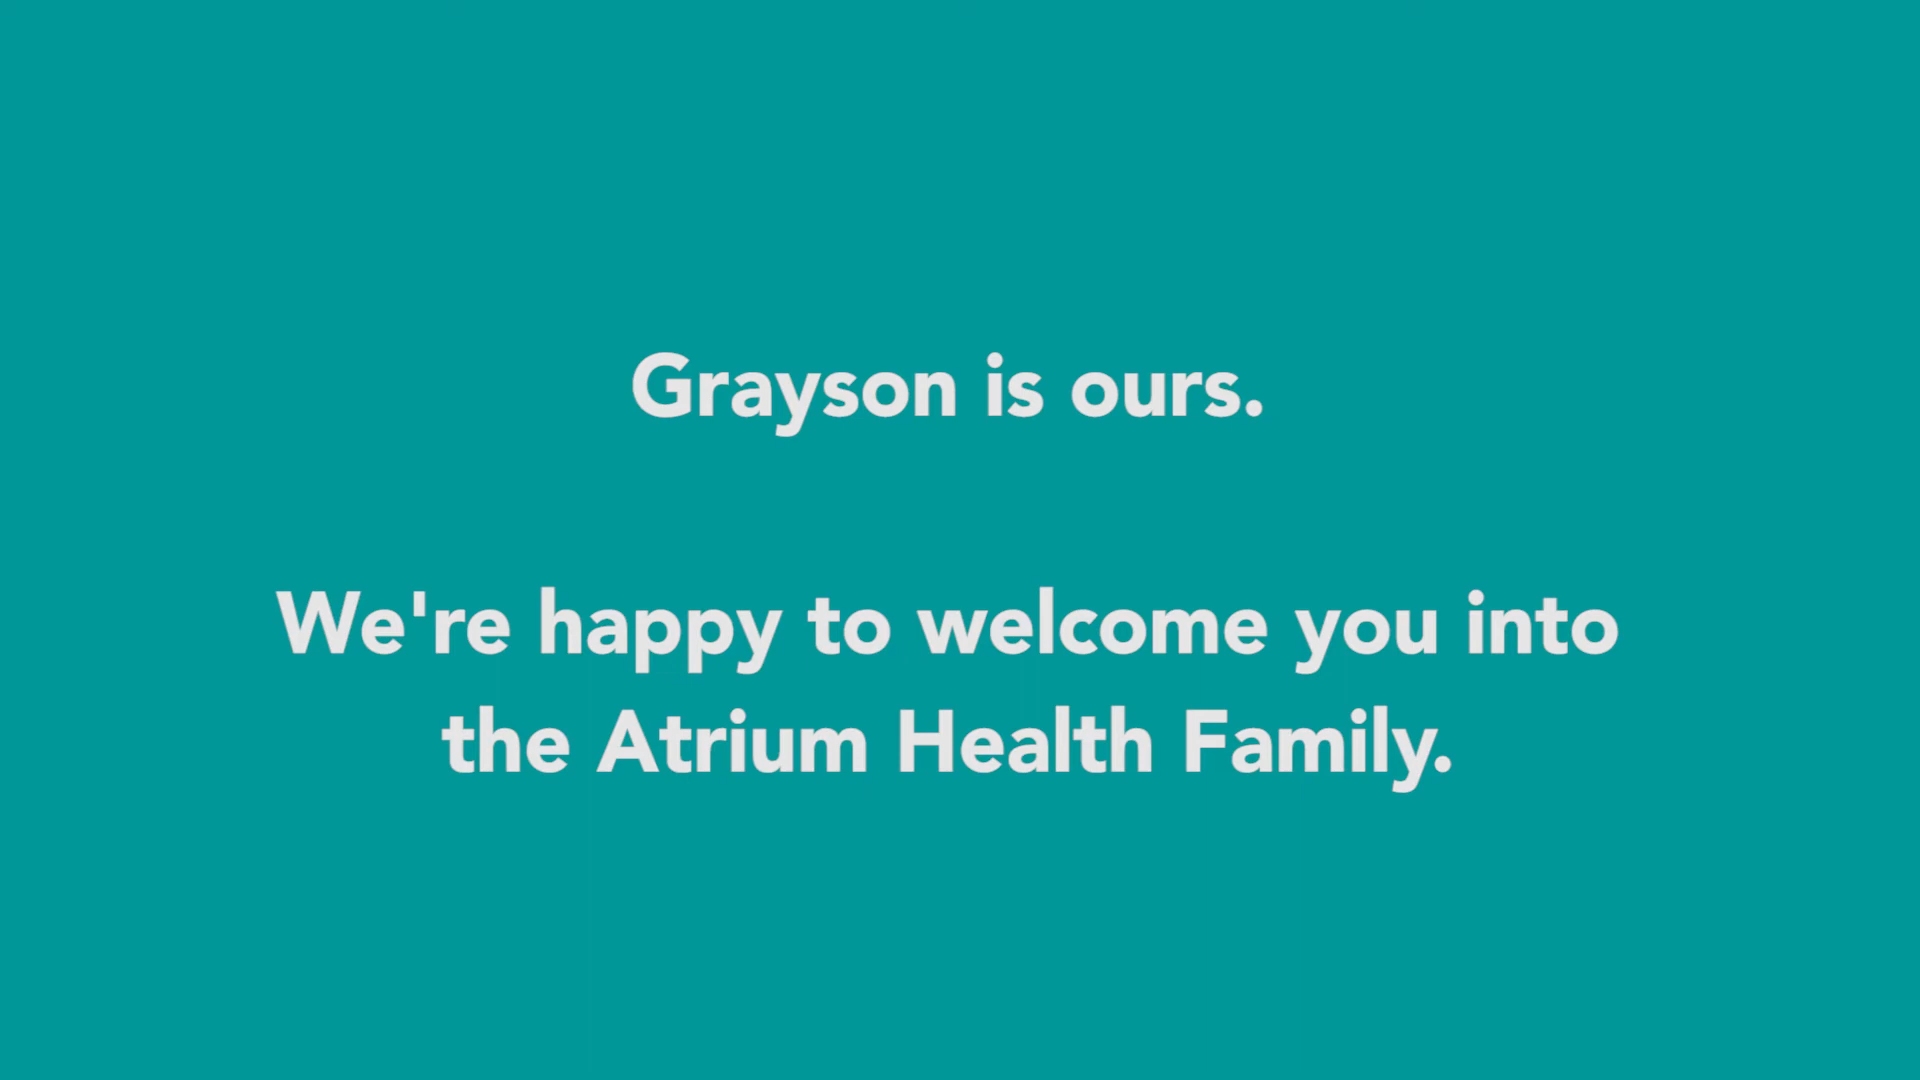 Grayson is ours.
We're happy to welcome you into
the Atrium Health Family.